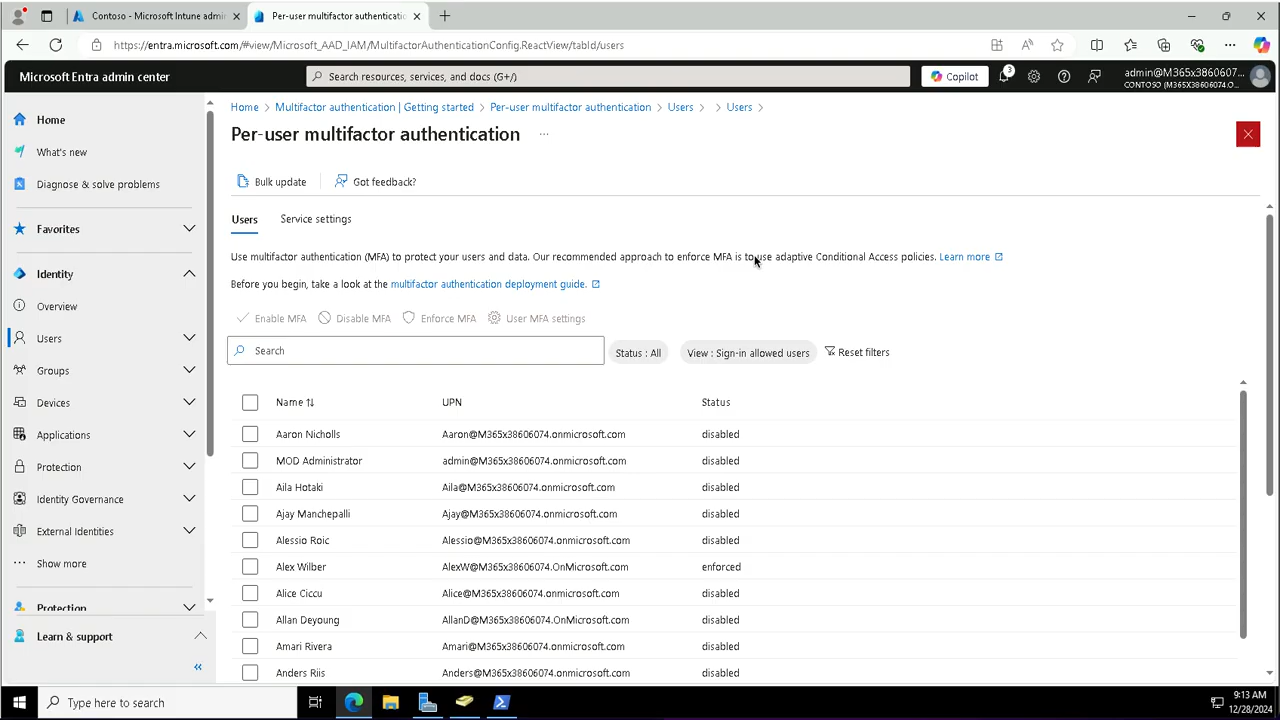 Contoso - Microsoft Intune admin
Per-user multifactor authenticatio
https://entra.microsoft.com/#view/Microsoft_AAD_IAM/MultifactorAuthenticationConfig.ReactView/tabId/users
Microsoft Entra admin center
Search resources, services, and docs (G+/)
Copilot
3
admin@M365x3860607...
CONTOSO (M365X38606074.O...
Home
What's new
Diagnose & solve problems
Favorites
Identity
Overview
Users
Groups
Devices
Applications
Protection
Identity Governance
External Identities
Show more
Protection
Learn & support
Home > Multifactor authentication | Getting started > Per-user multifactor authentication > Users > > Users >
Per-user multifactor authentication ...
Bulk update
Got feedback?
Users
Service settings
Use multifactor authentication (MFA) to protect your users and data. Our recommended approach to enforce MFA is to use adaptive Conditional Access policies. Learn more
Before you begin, take a look at the multifactor authentication deployment guide.
Enable MFA
Disable MFA
Enforce MFA
User MFA settings
Search
Status : All
View : Sign-in allowed users
Reset filters
Name UPN Status
Aaron Nicholls Aaron@M365x38606074.onmicrosoft.com disabled
MOD Administrator admin@M365x38606074.onmicrosoft.com disabled
Aila Hotaki Aila@M365x38606074.onmicrosoft.com disabled
Ajay Manchepalli Ajay@M365x38606074.onmicrosoft.com disabled
Alessio Roic Alessio@M365x38606074.onmicrosoft.com disabled
Alex Wilber AlexW@M365x38606074.OnMicrosoft.com enforced
Alice Ciccu Alice@M365x38606074.onmicrosoft.com disabled
Allan Deyoung AllanD@M365x38606074.OnMicrosoft.com disabled
Amari Rivera Amari@M365x38606074.onmicrosoft.com disabled
Anders Riis Anders@M365x38606074.onmicrosoft.com disabled
Type here to search
9:13 AM
12/28/2024